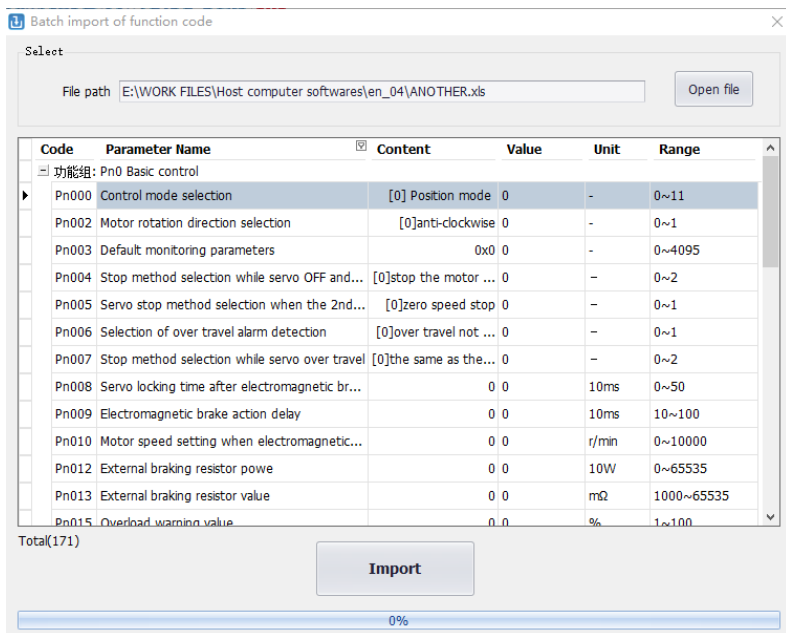 Batch import of function code
Select
File path E:\WORK FILES\Host computer softwares\en_04\ANOTHER.xls Open file
Code Parameter Name Content Value Unit Range
功能组: Pn0 Basic control
Pn000 Control mode selection [0] Position mode 0 - 0~11
Pn002 Motor rotation direction selection [0]anti-clockwise 0 - 0~1
Pn003 Default monitoring parameters 0x0 0 - 0~4095
Pn004 Stop method selection while servo OFF and... [0]stop the motor ... 0 – 0~2
Pn005 Servo stop method selection when the 2nd... [0]zero speed stop 0 – 0~1
Pn006 Selection of over travel alarm detection [0]over travel not ... 0 – 0~1
Pn007 Stop method selection while servo over travel [0]the same as the... 0 – 0~2
Pn008 Servo locking time after electromagnetic br... 0 0 10ms 0~50
Pn009 Electromagnetic brake action delay 0 0 10ms 10~100
Pn010 Motor speed setting when electromagnetic... 0 0 r/min 0~10000
Pn012 External braking resistor powe 0 0 10W 0~65535
Pn013 External braking resistor value 0 0 mΩ 1000~65535
Pn015 Overload warning value 0 0 % 1~100
Total(171)
Import
0%